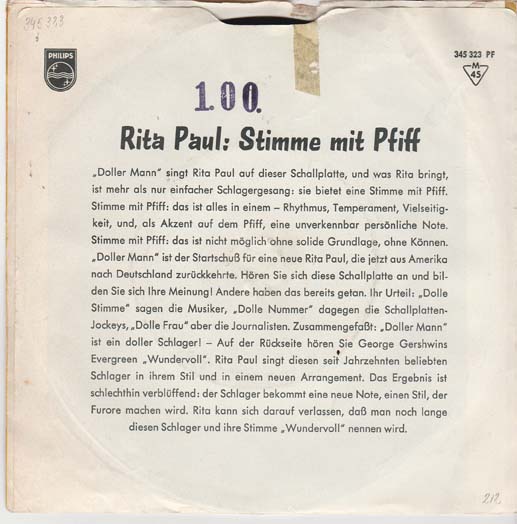 345 323
PHILIPS
345 323 PF
M
45
1.00.
Rita Paul: Stimme mit Pfiff
„Doller Mann" singt Rita Paul auf dieser Schallplatte, und was Rita bringt,
ist mehr als nur einfacher Schlagergesang: sie bietet eine Stimme mit Pfiff.
Stimme mit Pfiff: das ist alles in einem – Rhythmus, Temperament, Vielseitig-
keit, und, als Akzent auf dem Pfiff, eine unverkennbar persönliche Note.
Stimme mit Pfiff: das ist nicht möglich ohne solide Grundlage, ohne Können.
„Doller Mann" ist der Startschuß für eine neue Rita Paul, die jetzt aus Amerika
nach Deutschland zurückkehrte. Hören Sie sich diese Schallplatte an und bil-
den Sie sich Ihre Meinung! Andere haben das bereits getan. Ihr Urteil: „Dolle
Stimme" sagen die Musiker, „Dolle Nummer" dagegen die Schallplatten-
Jockeys, „Dolle Frau" aber die Journalisten. Zusammengefaßt: „Doller Mann"
ist ein doller Schlager! – Auf der Rückseite hören Sie George Gershwins
Evergreen „Wundervoll". Rita Paul singt diesen seit Jahrzehnten beliebten
Schlager in ihrem Stil und in einem neuen Arrangement. Das Ergebnis ist
schlechthin verblüffend: der Schlager bekommt eine neue Note, einen Stil, der
Furore machen wird. Rita kann sich darauf verlassen, daß man noch lange
diesen Schlager und ihre Stimme „Wundervoll" nennen wird.
212